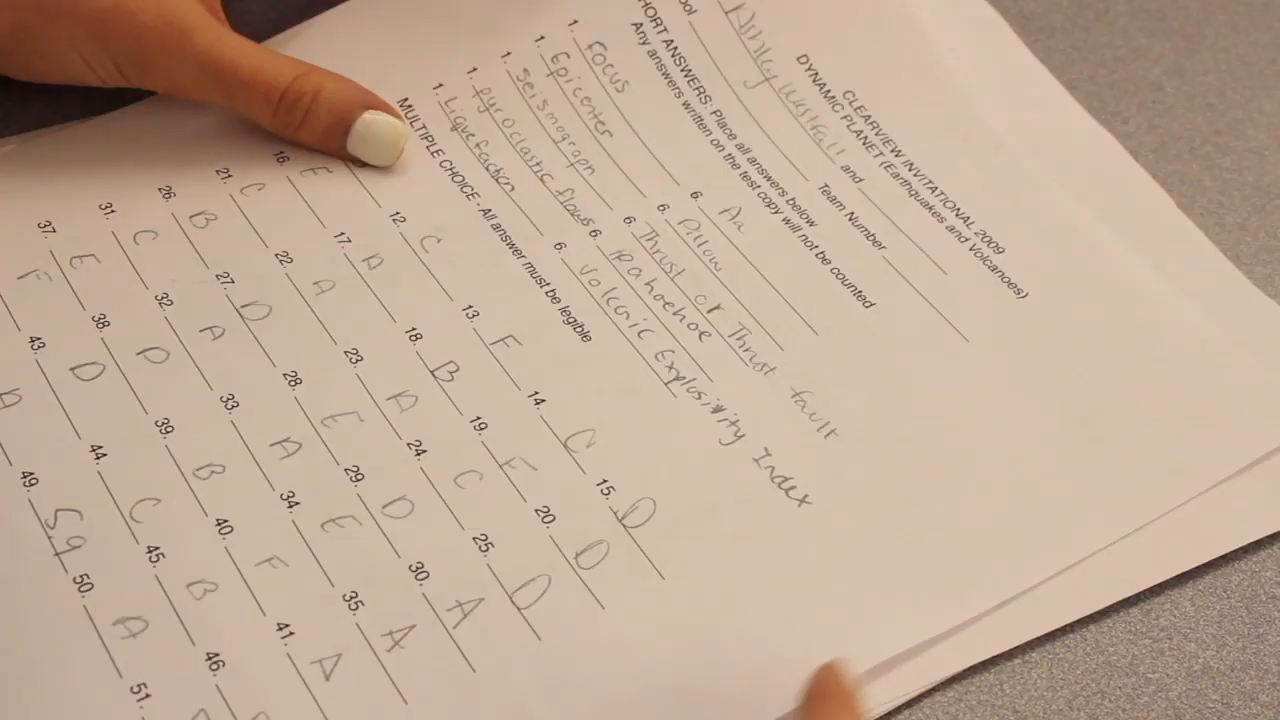 CLEARVIEW INVITATIONAL 2009
DYNAMIC PLANET (Earthquakes and Volcanoes)
Westfall and
Team Number
HORT ANSWERS: Place all answers below
Any answers written on the test copy will not be counted
1. Focus 6. Aa
1. Epicenter 6. Pillow
1. Seismograph 6. Thrust or Thrust fault
1. pyroclastic flows 6. pahoehoe
1. Liquefaction 6. Volcanic Explosivity Index
MULTIPLE CHOICE - All answer must be legible
12. C 13. F 14. C 15. D
16. E 17. A 18. B 19. E 20. D
21. C 22. A 23. A 24. C 25. D
26. B 27. D 28. E 29. D 30. A
31. C 32. A 33. A 34. E 35. A
37. E 38. D 39. B 40. F 41. A
F 43. D 44. C 45. B 46.
A 49. 5.9 50. A 51.